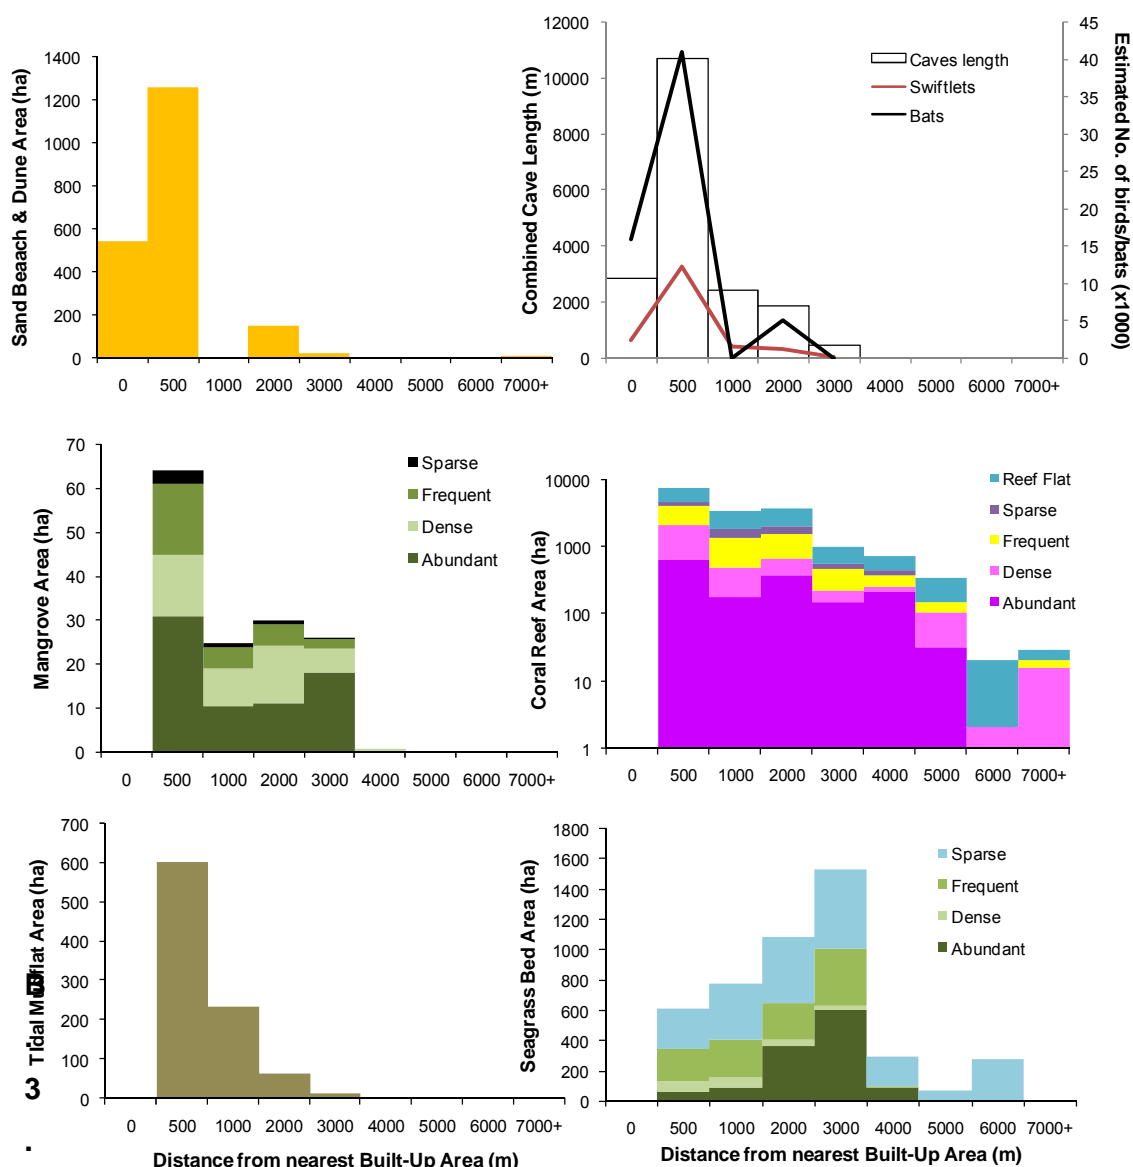 Sand Beaach & Dune Area (ha)
1400
1200
1000
800
600
400
200
0
0 500 1000 2000 3000 4000 5000 6000 7000+
Combined Cave Length (m)
12000
10000
8000
6000
4000
2000
0
0 500 1000 2000 3000 4000 5000 6000 7000+
Caves length
Swiftlets
Bats
45
40
35
30
25
20
15
10
5
0
Estimated No. of birds/bats (x1000)
Mangrove Area (ha)
70
60
50
40
30
20
10
0
0 500 1000 2000 3000 4000 5000 6000 7000+
Sparse
Frequent
Dense
Abundant
Coral Reef Area (ha)
10000
1000
100
10
1
0 500 1000 2000 3000 4000 5000 6000 7000+
Reef Flat
Sparse
Frequent
Dense
Abundant
Tidal Mudflat Area (ha)
700
600
500
400
300
200
100
0
0 500 1000 2000 3000 4000 5000 6000 7000+
Distance from nearest Built-Up Area (m)
B
.
3
.
Seagrass Bed Area (ha)
1800
1600
1400
1200
1000
800
600
400
200
0
0 500 1000 2000 3000 4000 5000 6000 7000+
Sparse
Frequent
Dense
Abundant
Distance from nearest Built-Up Area (m)